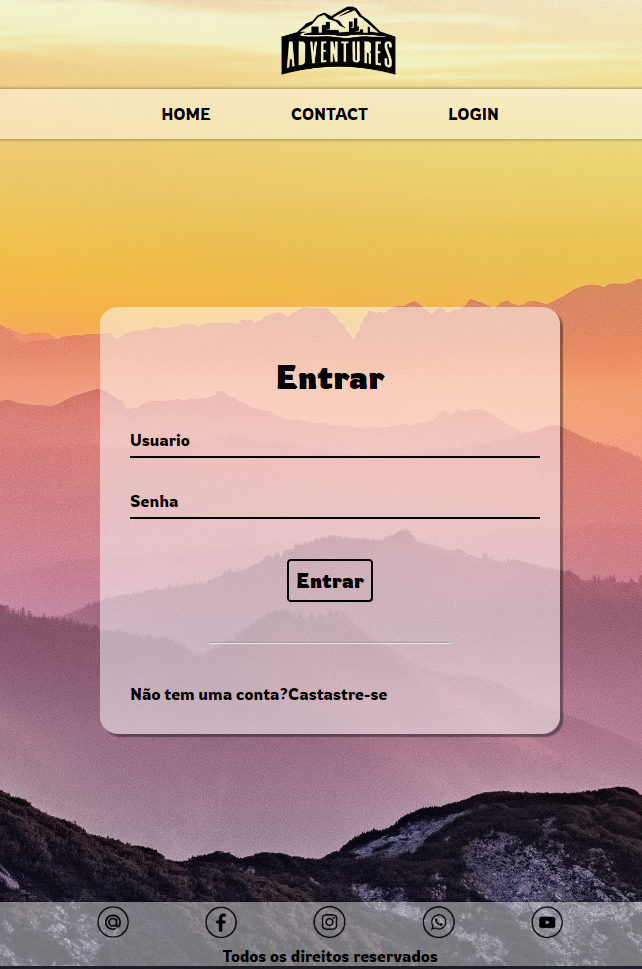 ADVENTURES
HOME CONTACT LOGIN
Entrar
Usuario
Senha
Entrar
Não tem uma conta?Castastre-se
Todos os direitos reservados